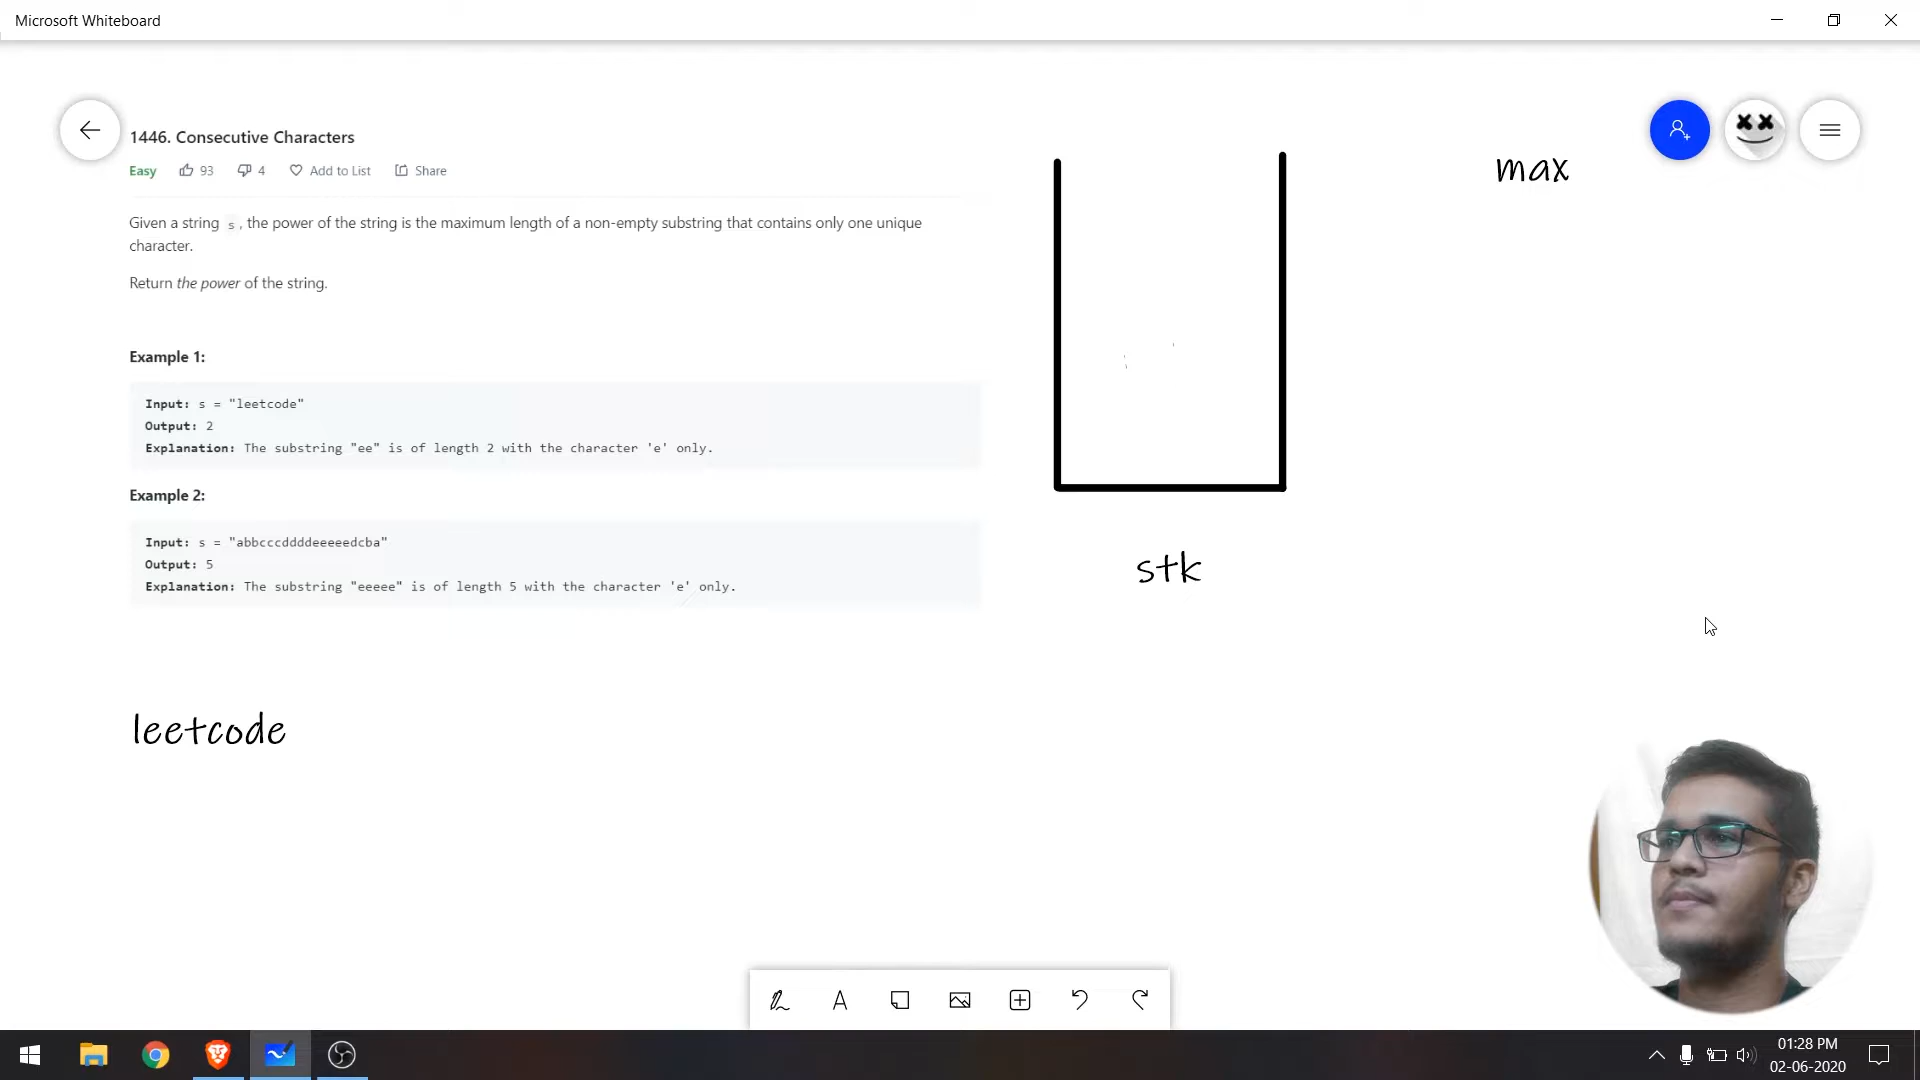 Microsoft Whiteboard
1446. Consecutive Characters
Easy 93 4 Add to List Share
Given a string s, the power of the string is the maximum length of a non-empty substring that contains only one unique
character.
Return the power of the string.
Example 1:
Input: s = "leetcode"
Output: 2
Explanation: The substring "ee" is of length 2 with the character 'e' only.
Example 2:
Input: s = "abbcccddddeeeeedcba"
Output: 5
Explanation: The substring "eeeee" is of length 5 with the character 'e' only.
leetcode
stk
max
01:28 PM
02-06-2020